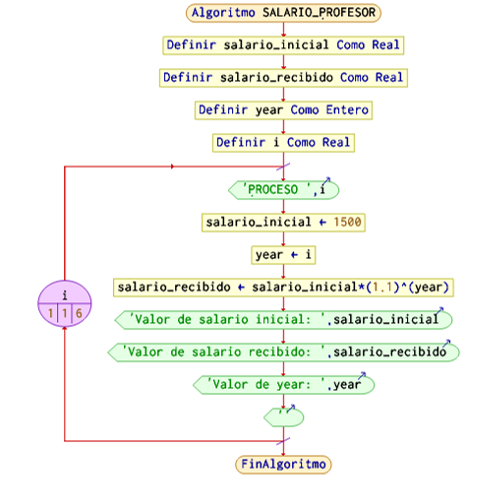 Algoritmo SALARIO_PROFESOR
Definir salario_inicial Como Real
Definir salario_recibido Como Real
Definir year Como Entero
Definir i Como Real
'PROCESO ',i
salario_inicial ← 1500
year ← i
salario_recibido ← salario_inicial*(1.1)^(year)
i
1 1 6
'Valor de salario inicial: ',salario_inicial
'Valor de salario recibido: ',salario_recibido
'Valor de year: ',year
''
FinAlgoritmo